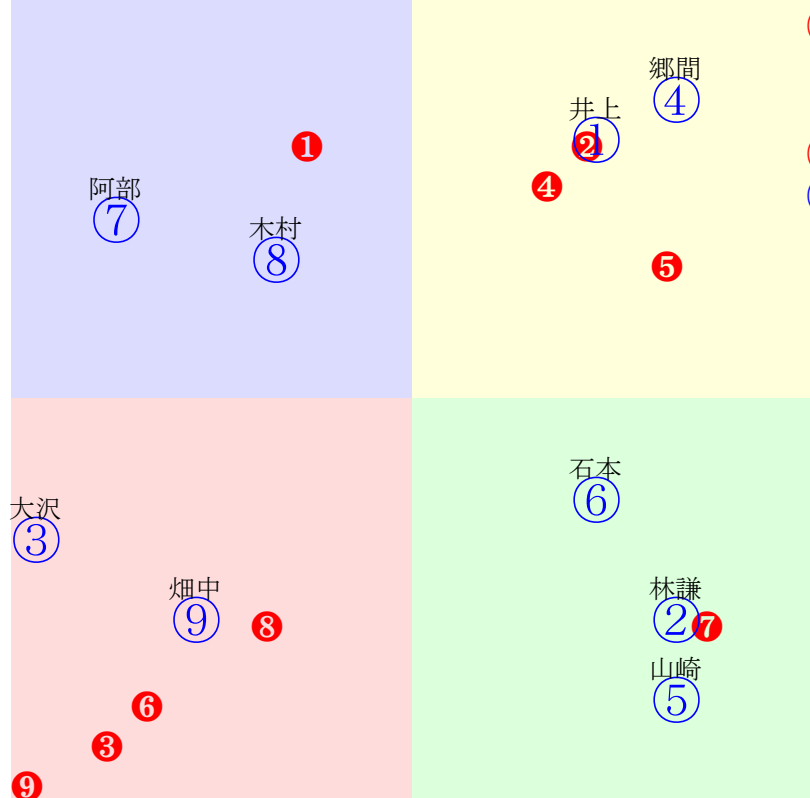 郷間
④
井上
①
❶
❷
阿部
⑦
❹
木村
⑧
❺
石本
⑥
大沢
③
畑中
⑨
❽
林謙
②
❼
山崎
⑤
❻
❸
❾